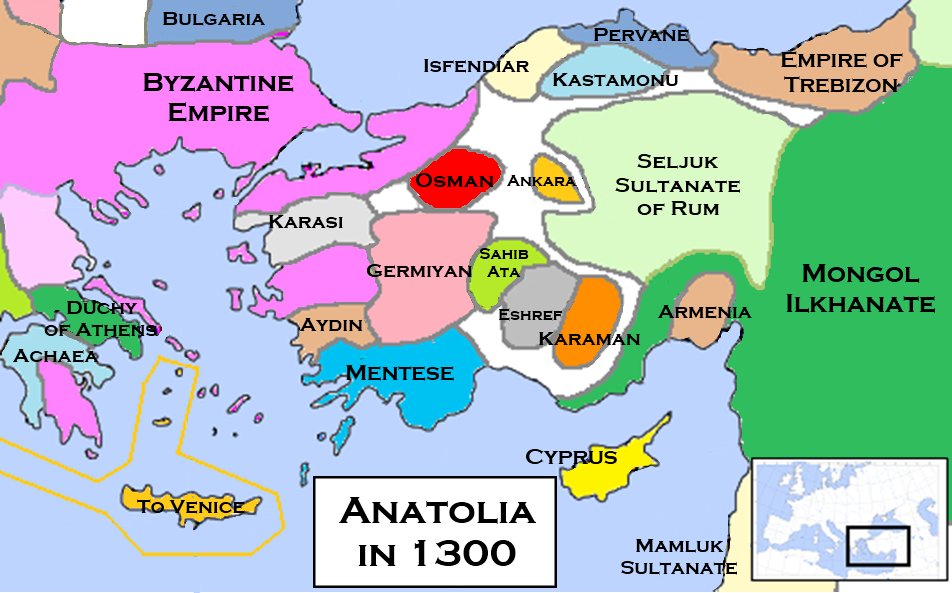 Bulgaria
Pervane
Isfendiar
Kastamonu
Empire of
Trebizon
Byzantine
Empire
Seljuk
Sultanate
of Rum
Osman
Ankara
Karasi
Sahib
Ata
Germiyan
Mongol
Ilkhanate
Duchy
of Athens
Aydin
Eshref
Karaman
Armenia
Achaea
Mentese
Cyprus
To Venice
Anatolia
in 1300
Mamluk
Sultanate